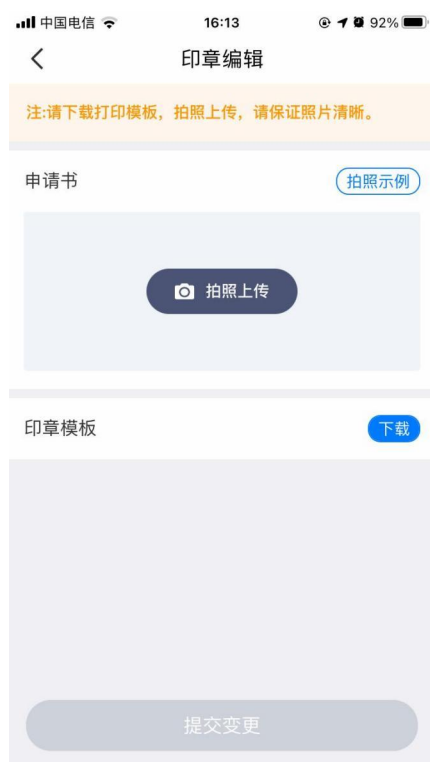 中国电信 16:13 92%
印章编辑
注:请下载打印模板，拍照上传，请保证照片清晰。
申请书 拍照示例
拍照上传
印章模板 下载
提交变更